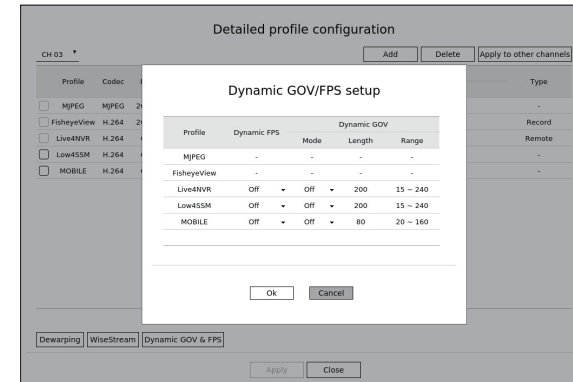 Detailed profile configuration
CH 03
Add Delete Apply to other channels
Profile Codec Type
MJPEG MJPEG -
FisheyeView H.264 Record
Live4NVR H.264 Remote
Low4SSM H.264 -
MOBILE H.264 -
Dynamic GOV/FPS setup
Profile Dynamic FPS Dynamic GOV
Mode Length Range
MJPEG - - - -
FisheyeView - - - -
Live4NVR Off Off 200 15 ~ 240
Low4SSM Off Off 200 15 ~ 240
MOBILE Off Off 80 20 ~ 160
Ok Cancel
Dewarping WiseStream Dynamic GOV & FPS
Apply Close